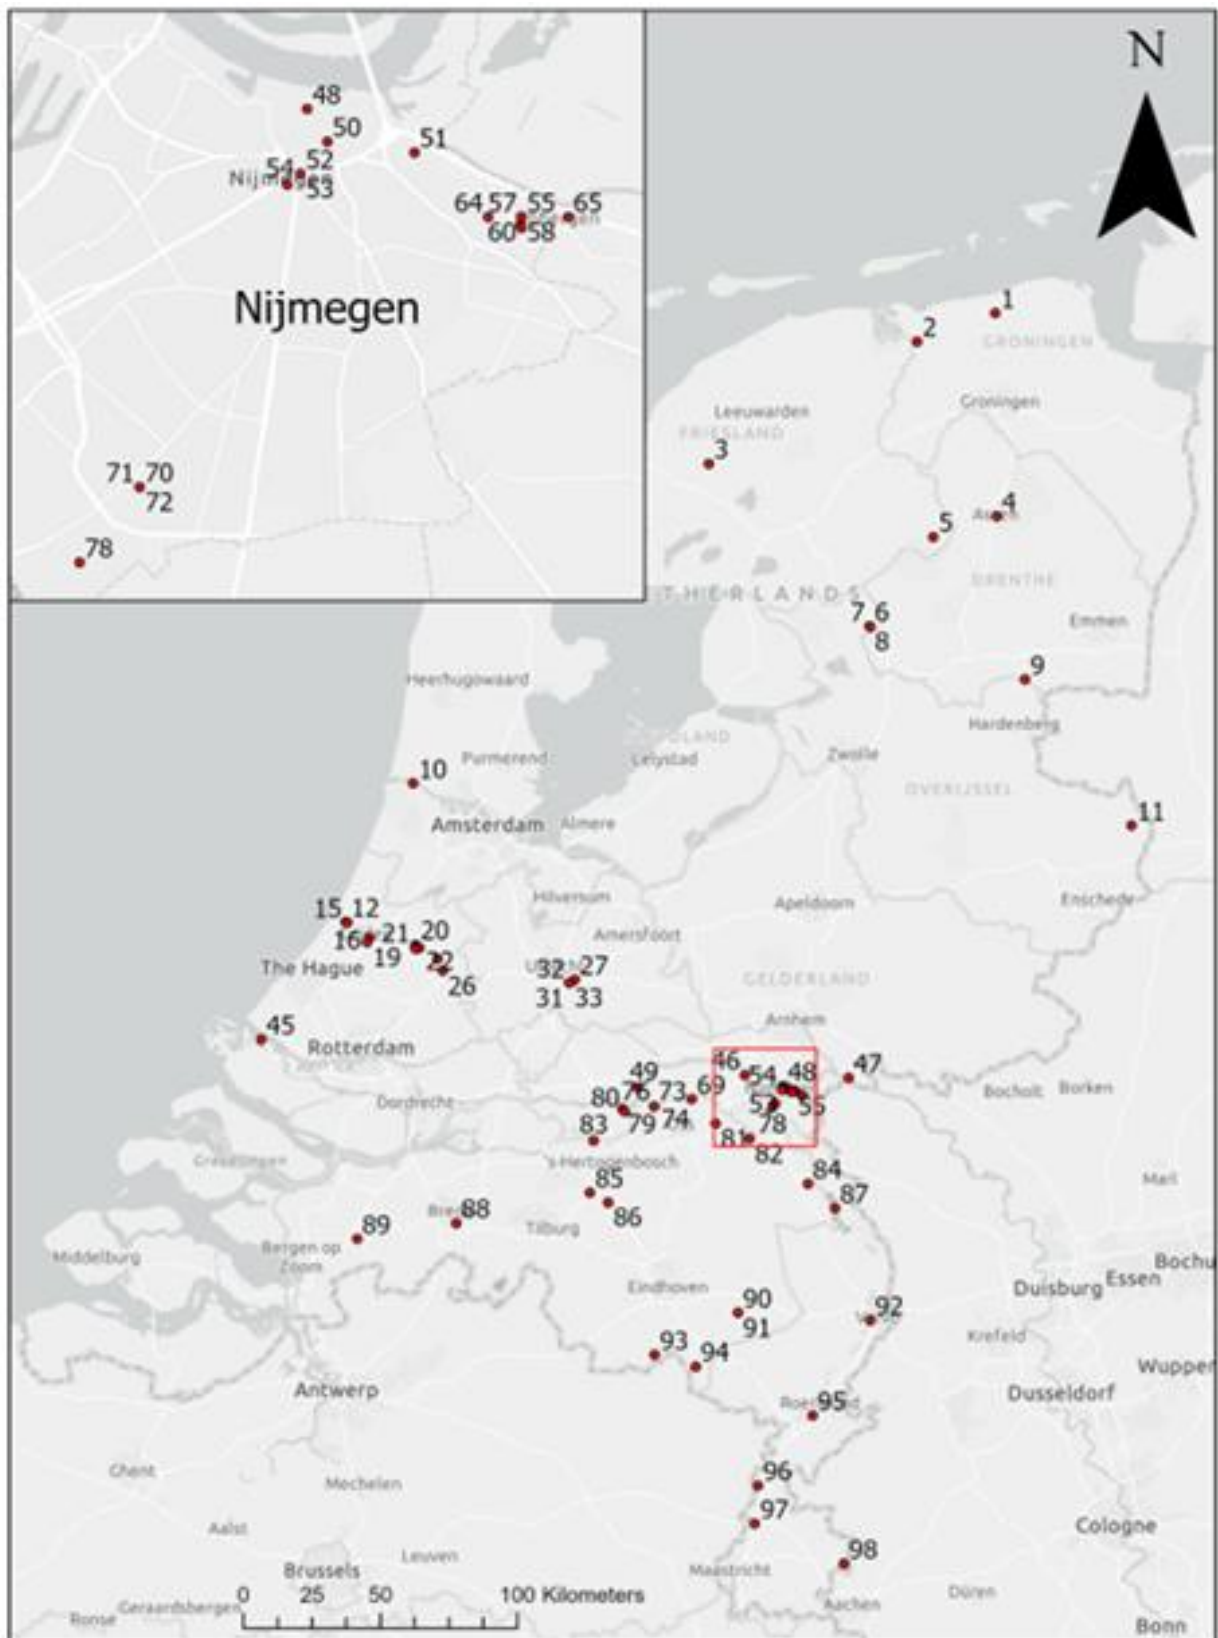 N
48
50
51
54 52
Nijmegen
53
64 57 55 65
60 58
Nijmegen
71 70
72
78
1
2
GRONINGEN
Groningen
Leeuwarden
FRIESLAND
3
4
5
DRENTHE
THERLANDS
7 6
8
Emmen
9
Heerhugowaard
Hardenberg
Purmerend
Lelystad
Zwolle
10
OVERIJSSEL
Amsterdam
Almere
11
Hilversum
Apeldoorn
Enschede
15 12
21 20
16
19
Amersfoort
The Hague
22
26
32 27
31 33
GELDERLAND
Arnhem
45
Rotterdam
46
54 48
47
Bocholt
Borken
49
80 76 73 69
79 74
Dordrecht
55
78
83
81
82
's-Hertogenbosch
84
85
86
87
Tilburg
88
89
Bergen op
Zoom
Middelburg
Eindhoven
90
91
92
Duisburg
Essen
Bochu
Krefeld
Wupper
93
94
Antwerp
Dusseldorf
95
Ghent
Mechelen
96
97
Aalst
Leuven
Cologne
Brussels
Maastricht
98
Düren
Aachen
0 25 50 100 Kilometers
Ronse
Geraardsbergen
Bonn